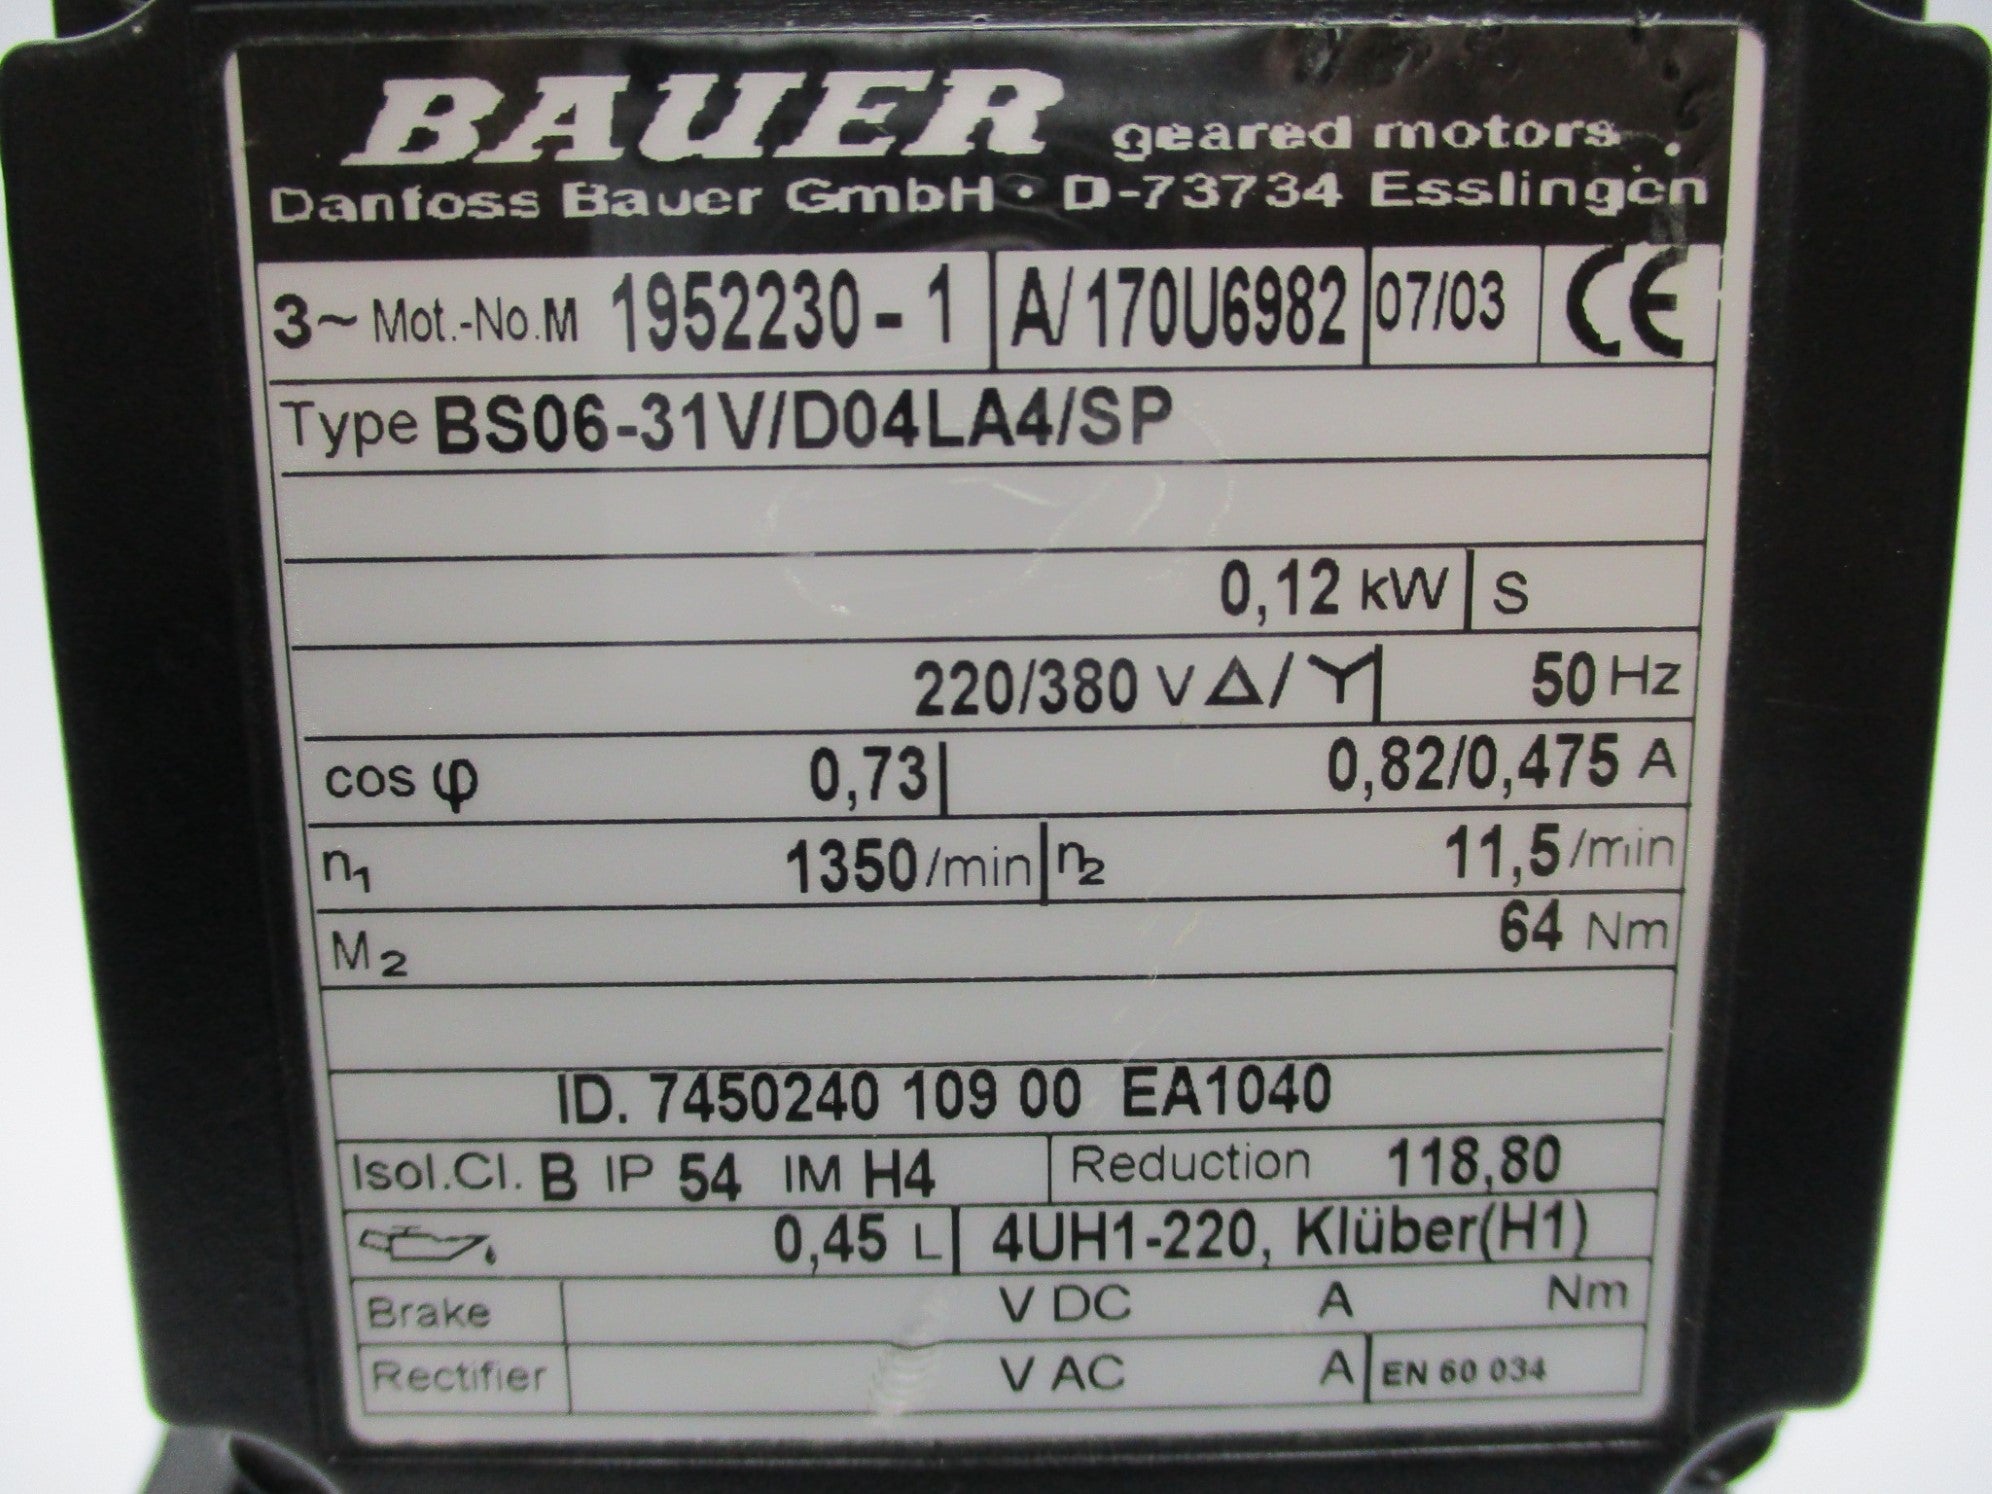 BAUER geared motors
Danfoss Bauer GmbH · D-73734 Esslingen
3~ Mot.-No.M 1952230-1 A/170U6982 07/03 CE
Type BS06-31V/D04LA4/SP
0,12 kW S
220/380 V Δ/Y 50 Hz
cos φ 0,73 0,82/0,475 A
n₁ 1350/min n₂ 11,5/min
M₂ 64 Nm
ID. 7450240 109 00 EA1040
Isol.Cl. B IP 54 IM H4 Reduction 118,80
0,45 L 4UH1-220, Klüber(H1)
Brake V DC A Nm
Rectifier V AC A EN 60 034